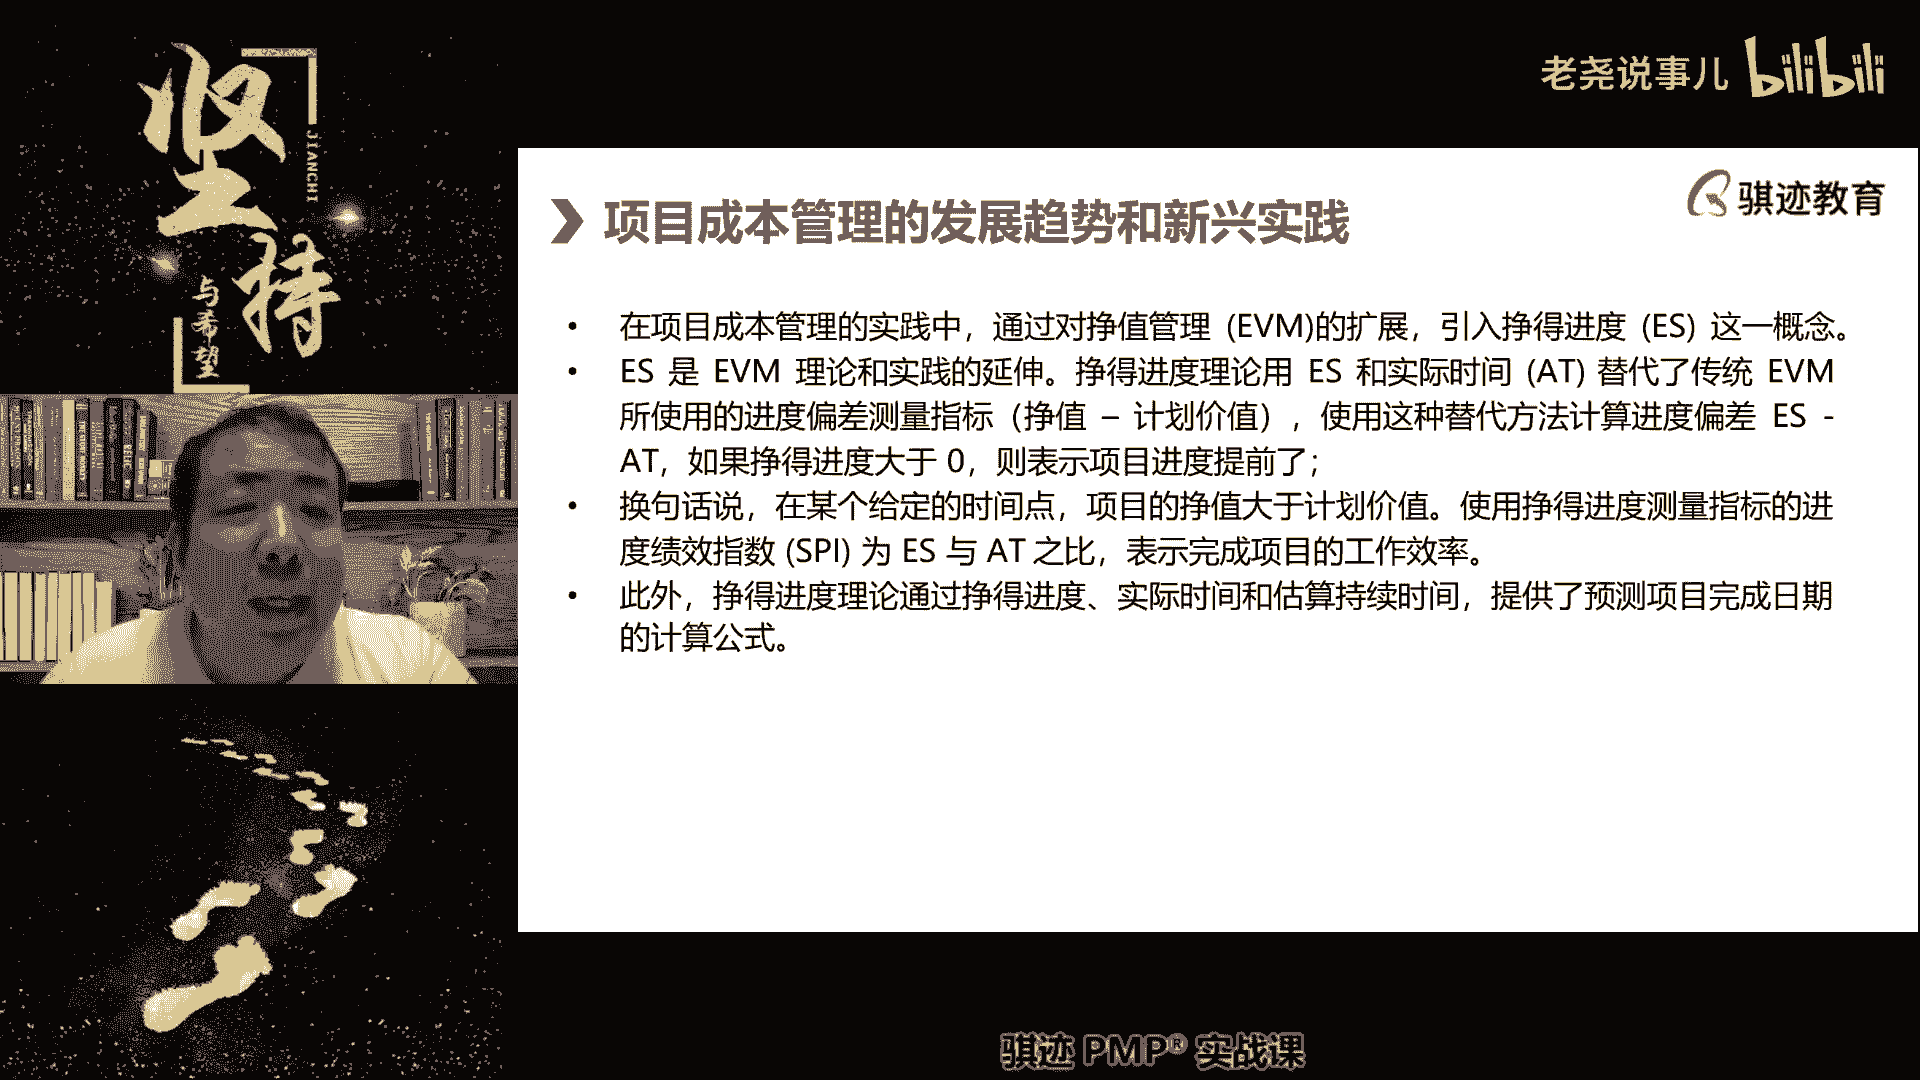 坚持
JIANCHI
与希望
老尧说事儿 bilibili
骐迹教育
项目成本管理的发展趋势和新兴实践
• 在项目成本管理的实践中，通过对挣值管理 (EVM)的扩展，引入挣得进度 (ES) 这一概念。
• ES 是 EVM 理论和实践的延伸。挣得进度理论用 ES 和实际时间 (AT) 替代了传统 EVM
所使用的进度偏差测量指标（挣值 – 计划价值），使用这种替代方法计算进度偏差 ES -
AT，如果挣得进度大于 0，则表示项目进度提前了；
• 换句话说，在某个给定的时间点，项目的挣值大于计划价值。使用挣得进度测量指标的进
度绩效指数 (SPI) 为 ES 与 AT 之比，表示完成项目的工作效率。
• 此外，挣得进度理论通过挣得进度、实际时间和估算持续时间，提供了预测项目完成日期
的计算公式。
骐迹 PMP® 实战课